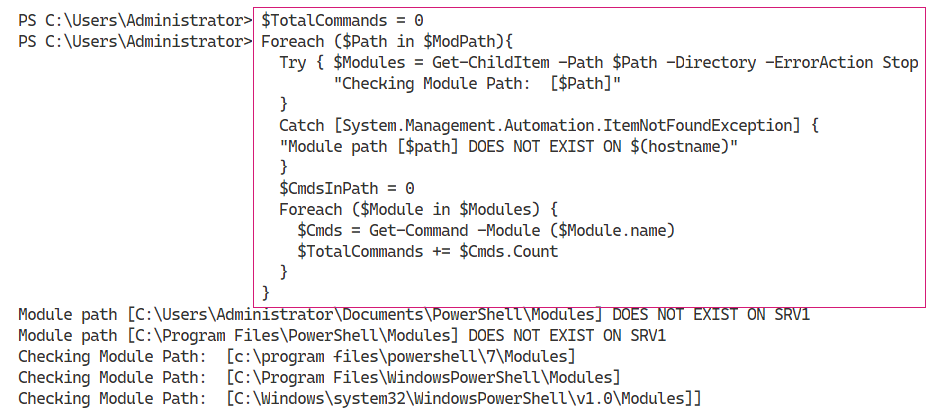 PS C:\Users\Administrator> $TotalCommands = 0
PS C:\Users\Administrator> Foreach ($Path in $ModPath){
  Try { $Modules = Get-ChildItem -Path $Path -Directory -ErrorAction Stop
        "Checking Module Path:  [$Path]"
  }
  Catch [System.Management.Automation.ItemNotFoundException] {
  "Module path [$path] DOES NOT EXIST ON $(hostname)"
  }
  $CmdsInPath = 0
  Foreach ($Module in $Modules) {
    $Cmds = Get-Command -Module ($Module.name)
    $TotalCommands += $Cmds.Count
  }
}
Module path [C:\Users\Administrator\Documents\PowerShell\Modules] DOES NOT EXIST ON SRV1
Module path [C:\Program Files\PowerShell\Modules] DOES NOT EXIST ON SRV1
Checking Module Path:  [c:\program files\powershell\7\Modules]
Checking Module Path:  [C:\Program Files\WindowsPowerShell\Modules]
Checking Module Path:  [C:\Windows\system32\WindowsPowerShell\v1.0\Modules]]